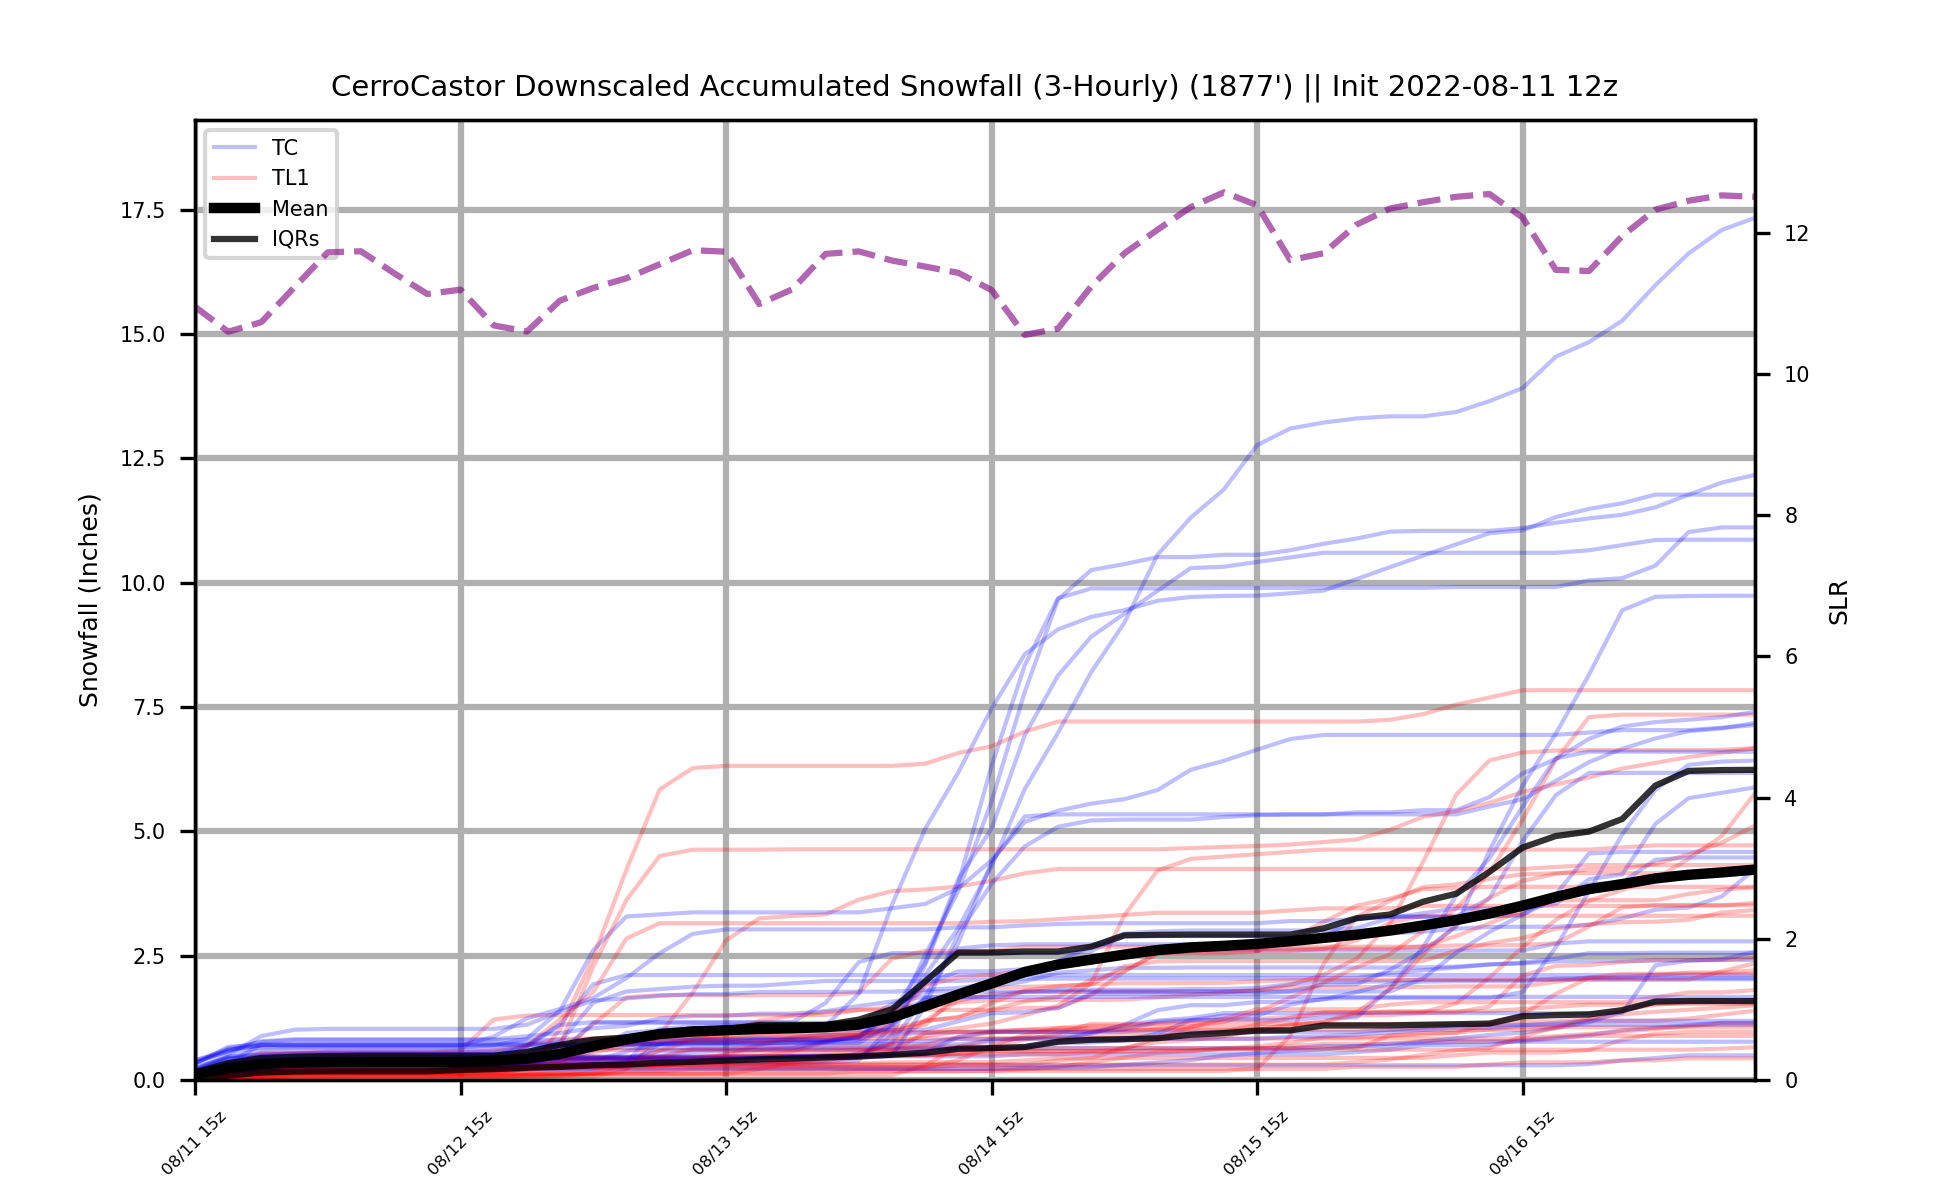 CerroCastor Downscaled Accumulated Snowfall (3-Hourly) (1877') || Init 2022-08-11 12z
TC
TL1
Mean
IQRs
Snowfall (Inches)
17.5
15.0
12.5
10.0
7.5
5.0
2.5
0.0
12
10
8
6
4
2
0
SLR
08/11 15z
08/12 15z
08/13 15z
08/14 15z
08/15 15z
08/16 15z